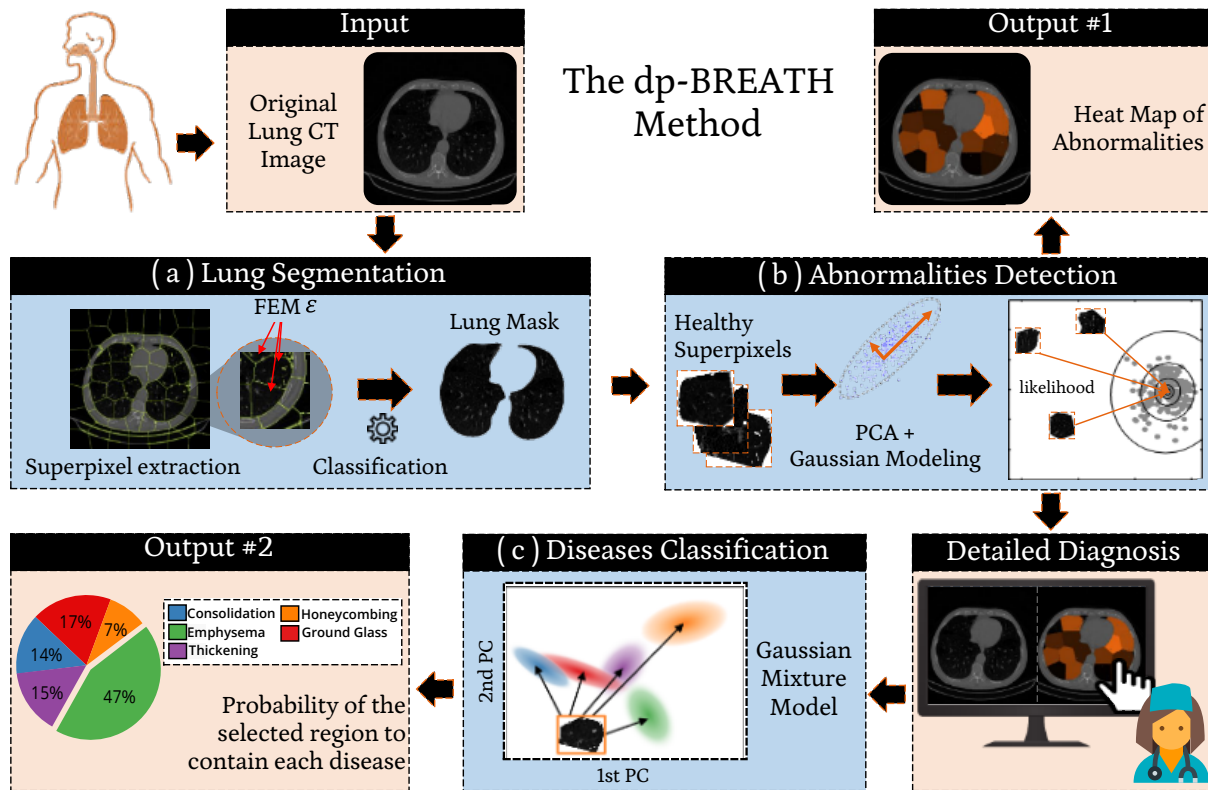 Input
Original
Lung CT
Image
The dp-BREATH
Method
Output #1
Heat Map of
Abnormalities
( a ) Lung Segmentation
FEM ε
Lung Mask
Superpixel extraction
Classification
( b ) Abnormalities Detection
Healthy
Superpixels
PCA +
Gaussian Modeling
likelihood
Output #2
17%
7%
14%
15%
47%
Consolidation
Honeycombing
Emphysema
Ground Glass
Thickening
Probability of the
selected region to
contain each disease
( c ) Diseases Classification
2nd PC
1st PC
Gaussian
Mixture
Model
Detailed Diagnosis